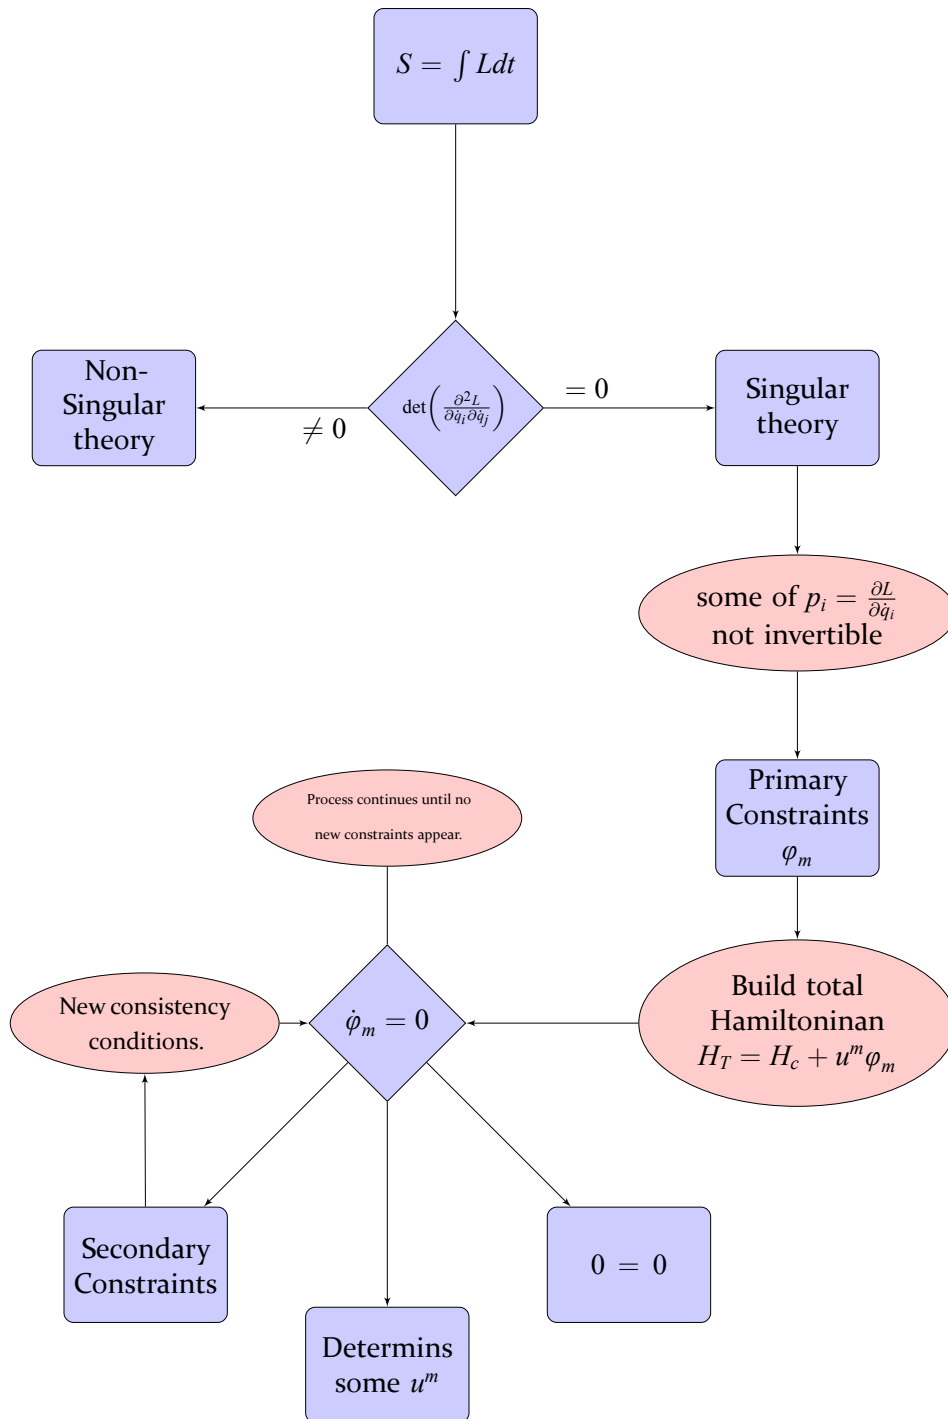 S = ∫ Ldt
Non-
Singular
theory
≠ 0
det(∂²L/∂q̇ᵢ∂q̇ⱼ)
= 0
Singular
theory
some of pᵢ = ∂L/∂q̇ᵢ
not invertible
Primary
Constraints
φₘ
Process continues until no
new constraints appear.
New consistency
conditions.
φ̇ₘ = 0
Build total
Hamiltoninan
H_T = H_c + uᵐφₘ
Secondary
Constraints
0 = 0
Determins
some uᵐ